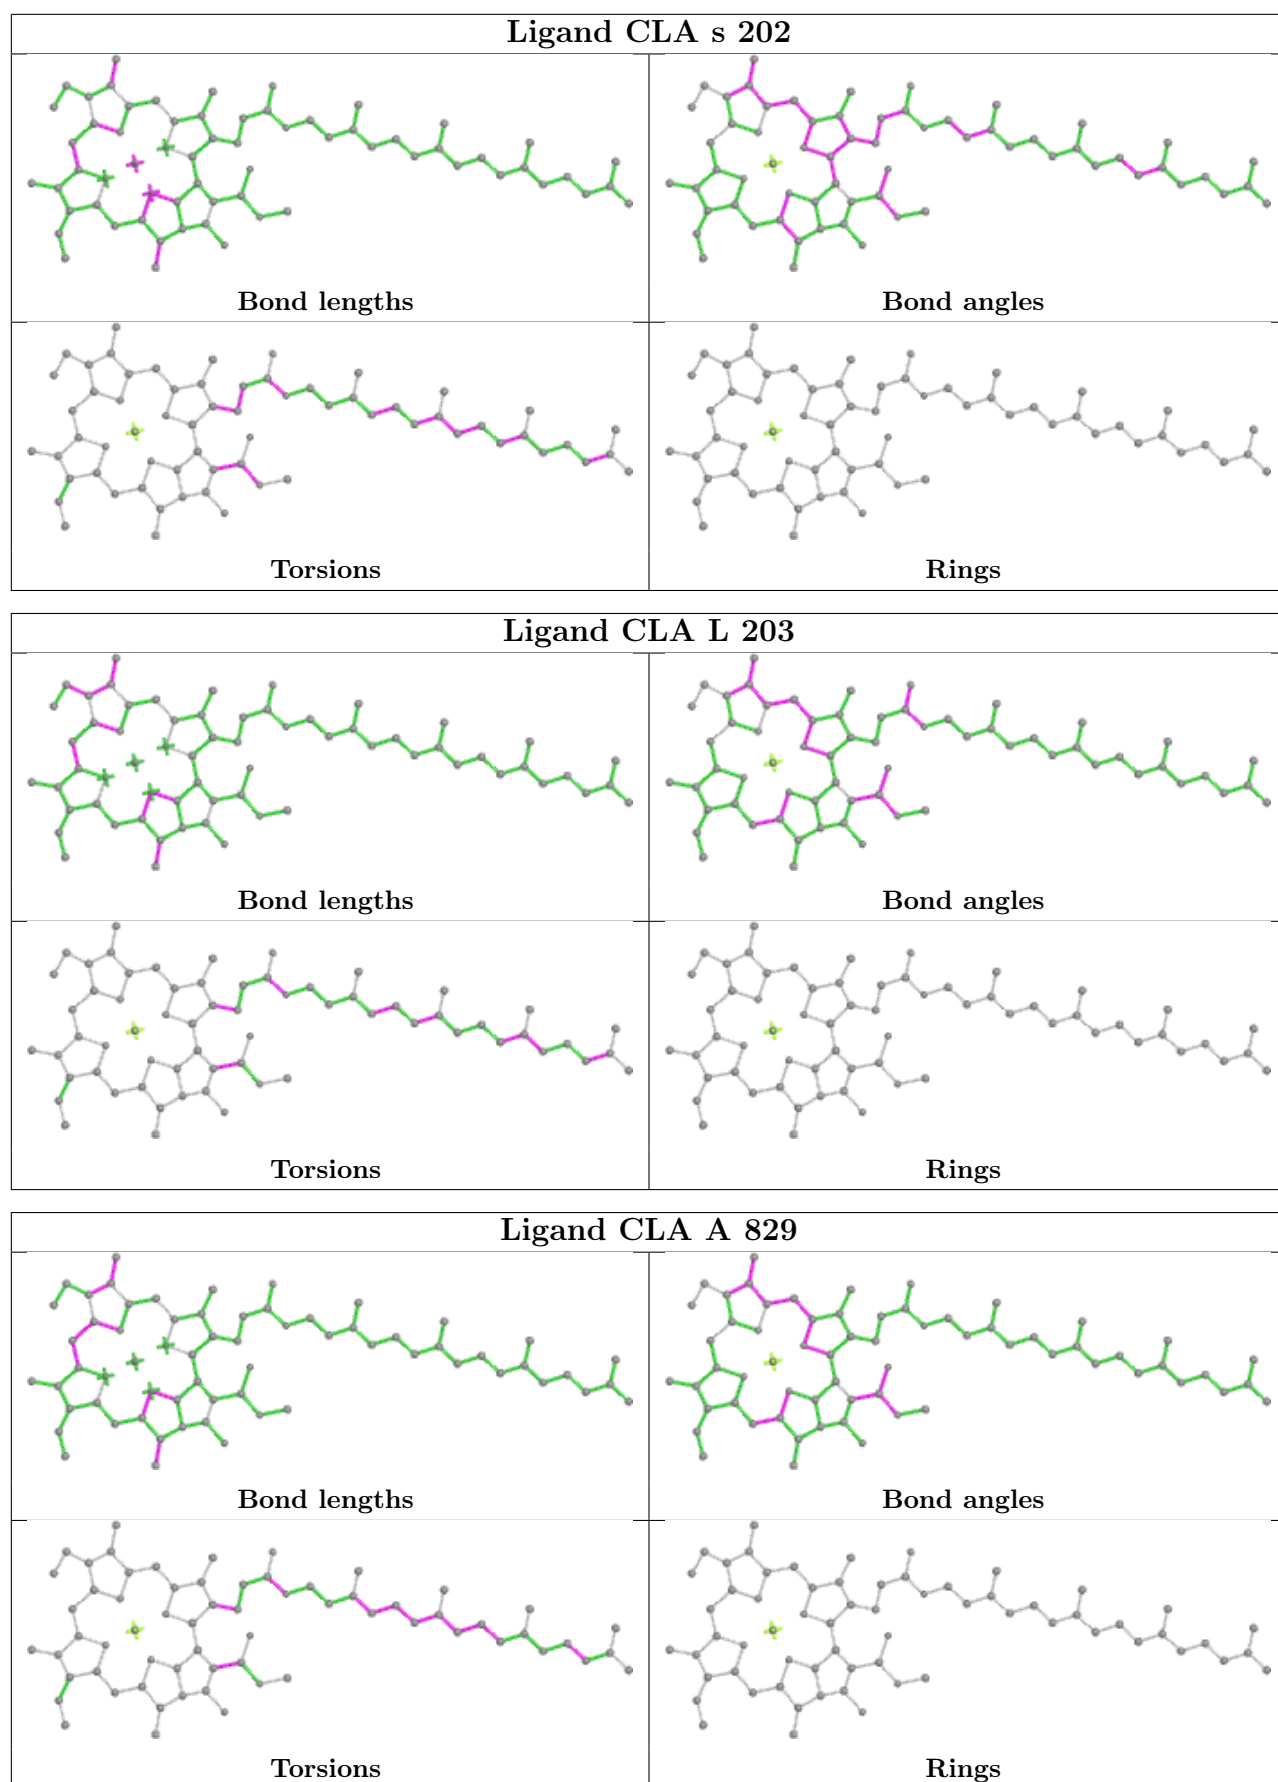 Ligand CLA s 202
Bond lengths
Bond angles
Torsions
Rings
Ligand CLA L 203
Bond lengths
Bond angles
Torsions
Rings
Ligand CLA A 829
Bond lengths
Bond angles
Torsions
Rings